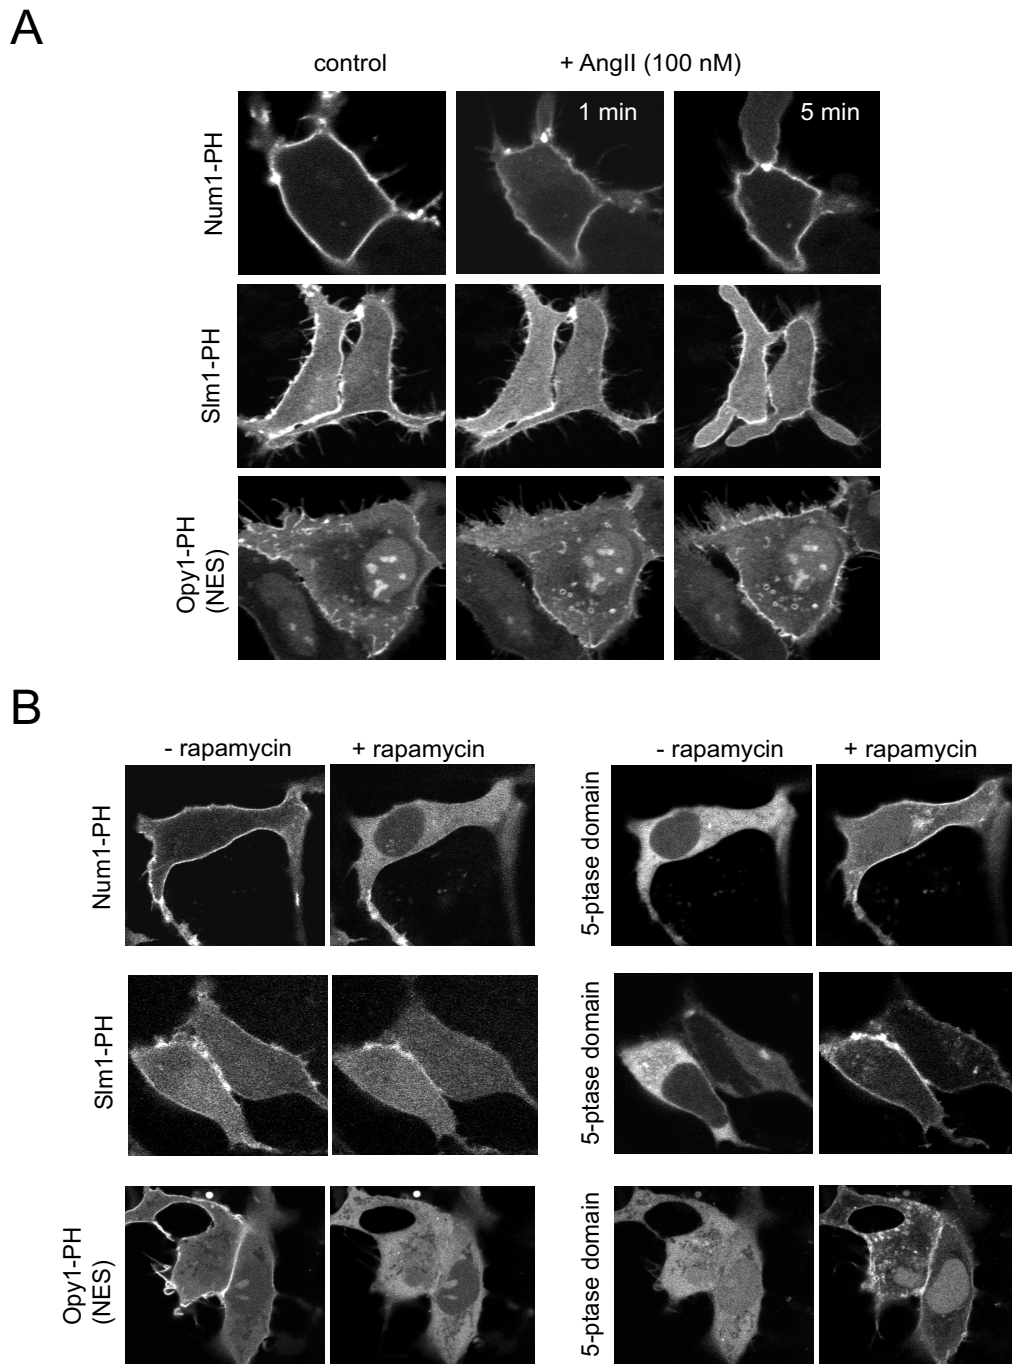 A
control
+ AngII (100 nM)
1 min
5 min
Num1-PH
Slm1-PH
Opy1-PH
(NES)
B
- rapamycin
+ rapamycin
- rapamycin
+ rapamycin
Num1-PH
5-ptase domain
Slm1-PH
5-ptase domain
Opy1-PH
(NES)
5-ptase domain